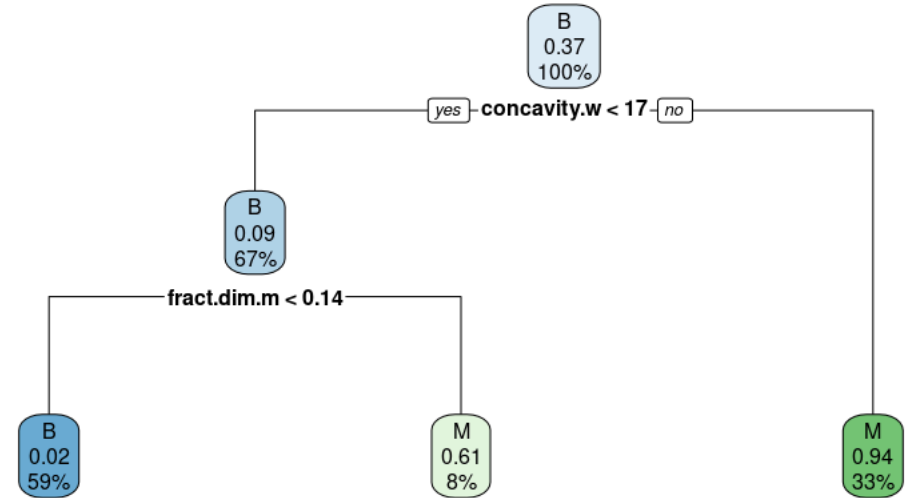 B
0.37
100%
yes concavity.w < 17 no
B
0.09
67%
fract.dim.m < 0.14
B
0.02
59%
M
0.61
8%
M
0.94
33%